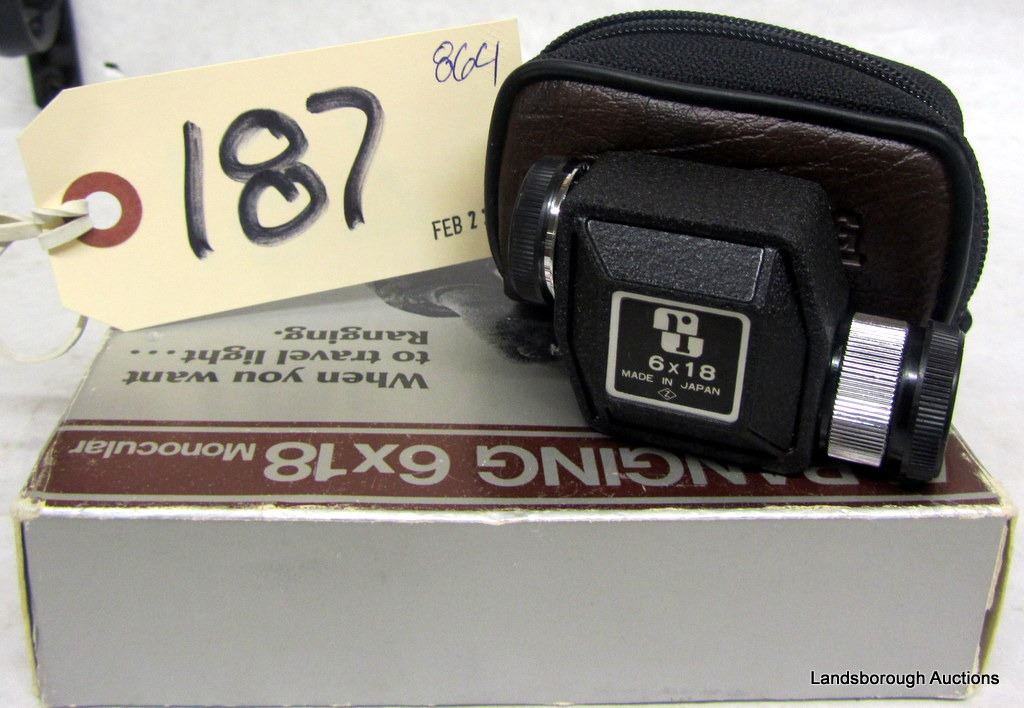 864
187
FEB 2
6x18
MADE IN JAPAN
When you want
to travel light...
Ranging.
RANGING 6x18 Monocular
Landsborough Auctions